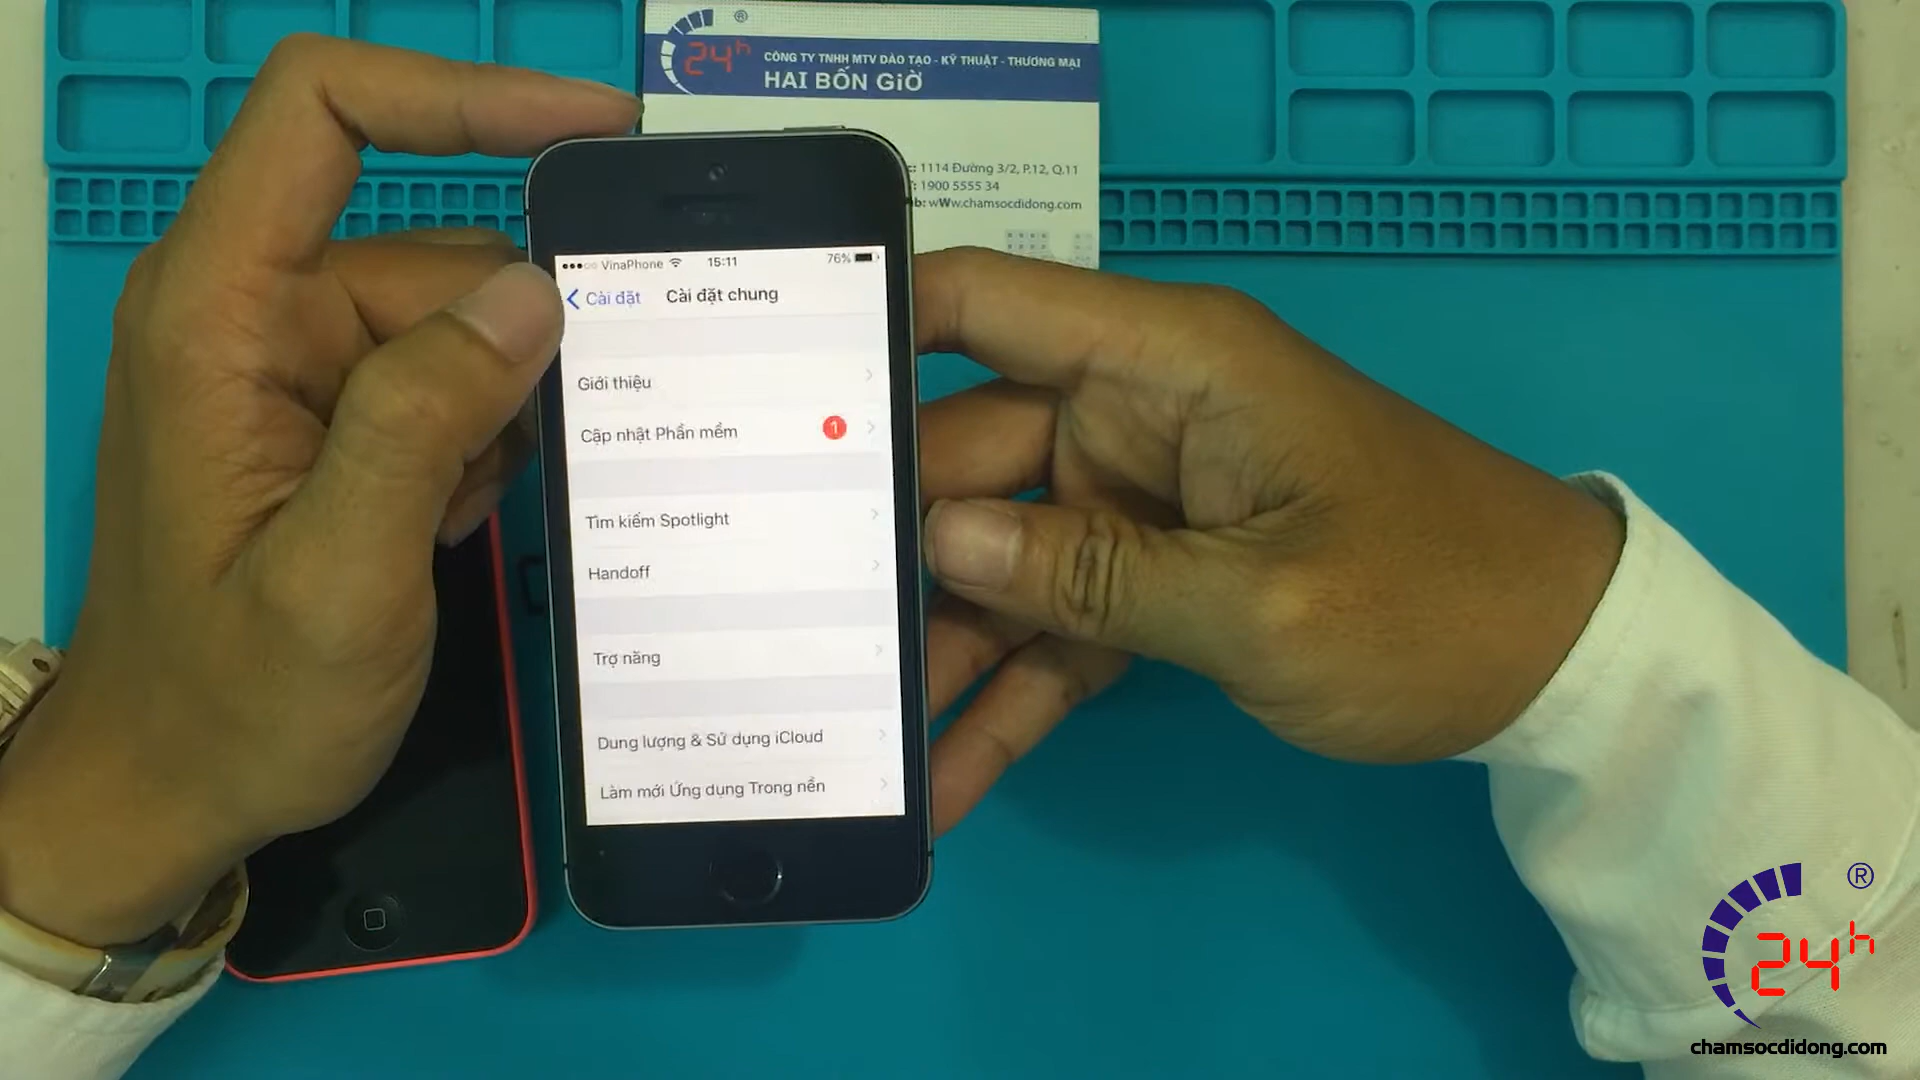 24h ®
CÔNG TY TNHH MTV ĐÀO TẠO - KỸ THUẬT - THƯƠNG MẠI
HAI BỐN GiỜ
: 1114 Đường 3/2, P.12, Q.11
: 1900 5555 34
b: wWw.chamsocdidong.com
VinaPhone 15:11 76%
Cài đặt Cài đặt chung
Giới thiệu
Cập nhật Phần mềm 1
Tìm kiếm Spotlight
Handoff
Trợ năng
Dung lượng & Sử dụng iCloud
Làm mới Ứng dụng Trong nền
®
24h
chamsocdidong.com